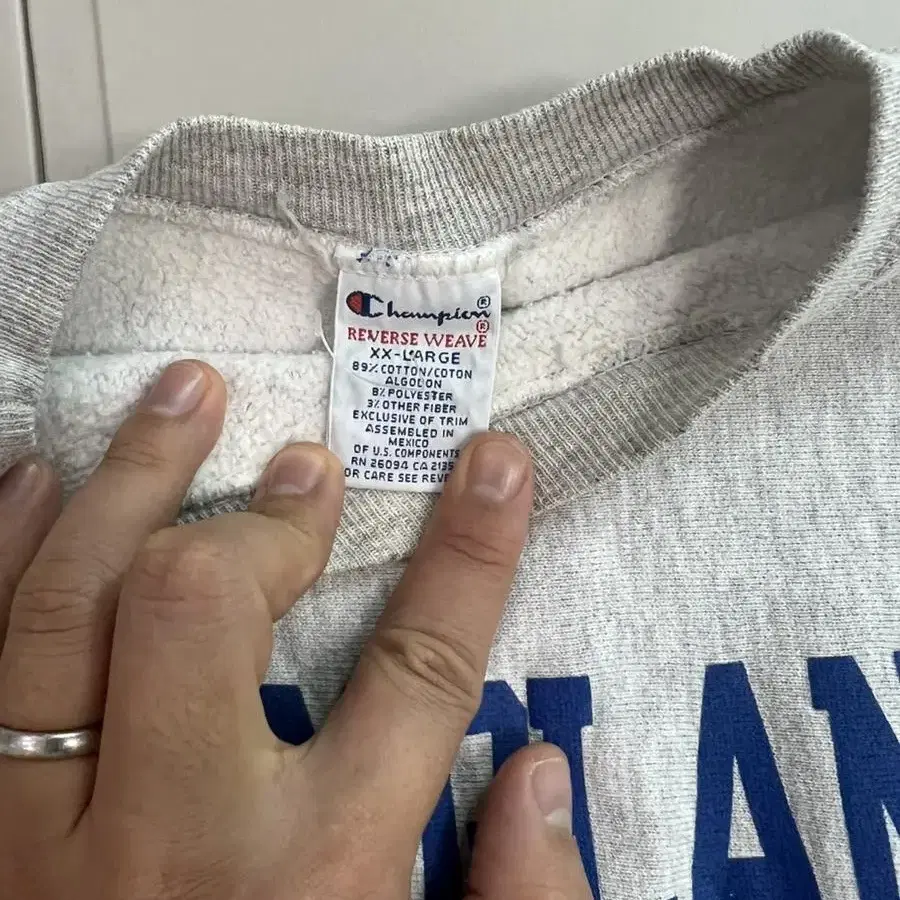 Champion®
REVERSE WEAVE®
XX-LARGE
89% COTTON/COTON
ALGODON
8% POLYESTER
3% OTHER FIBER
EXCLUSIVE OF TRIM
ASSEMBLED IN
MEXICO
OF U.S. COMPONENTS
RN 26094 CA 2135
OR CARE SEE REVE
IAN